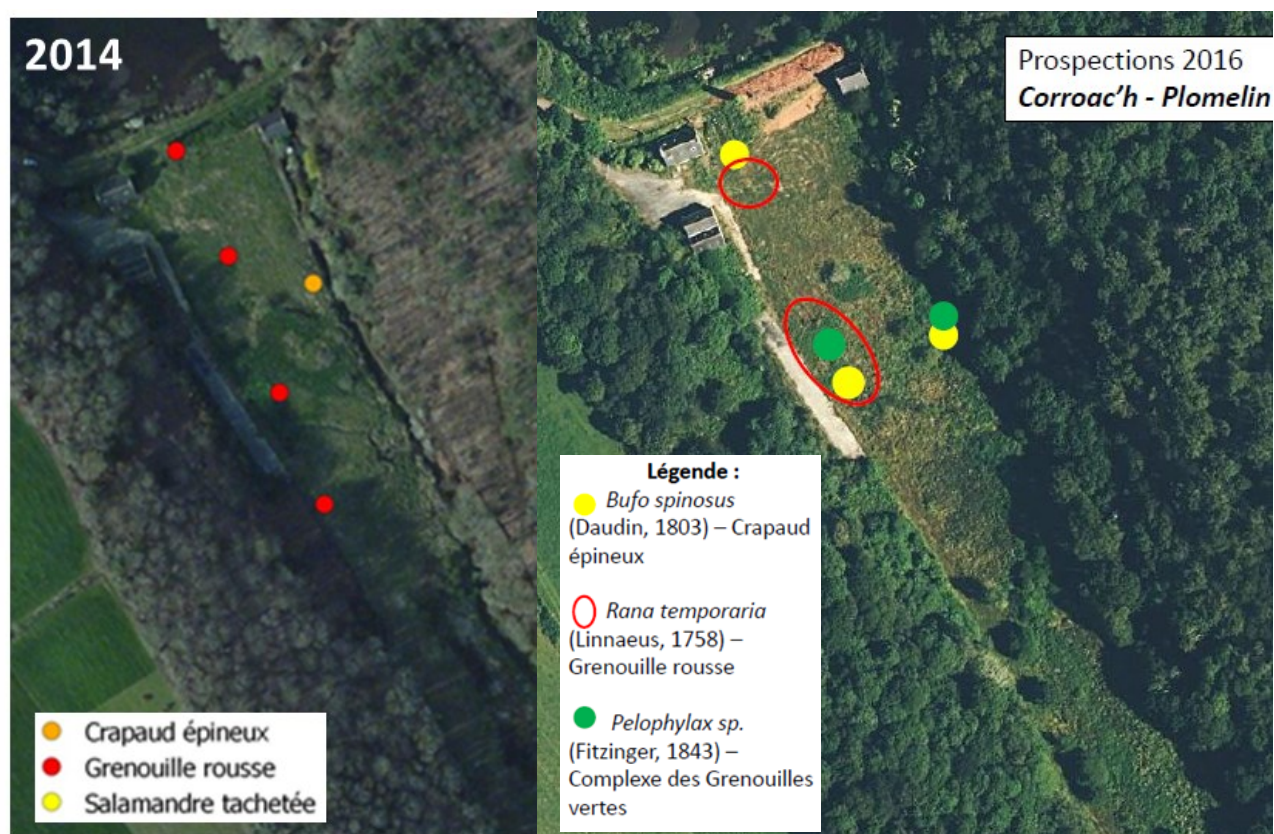 2014
Crapaud épineux
Grenouille rousse
Salamandre tachetée
Prospections 2016
Corroac'h - Plomelin
Légende :
Bufo spinosus
(Daudin, 1803) – Crapaud
épineux
Rana temporaria
(Linnaeus, 1758) –
Grenouille rousse
Pelophylax sp.
(Fitzinger, 1843) –
Complexe des Grenouilles
vertes